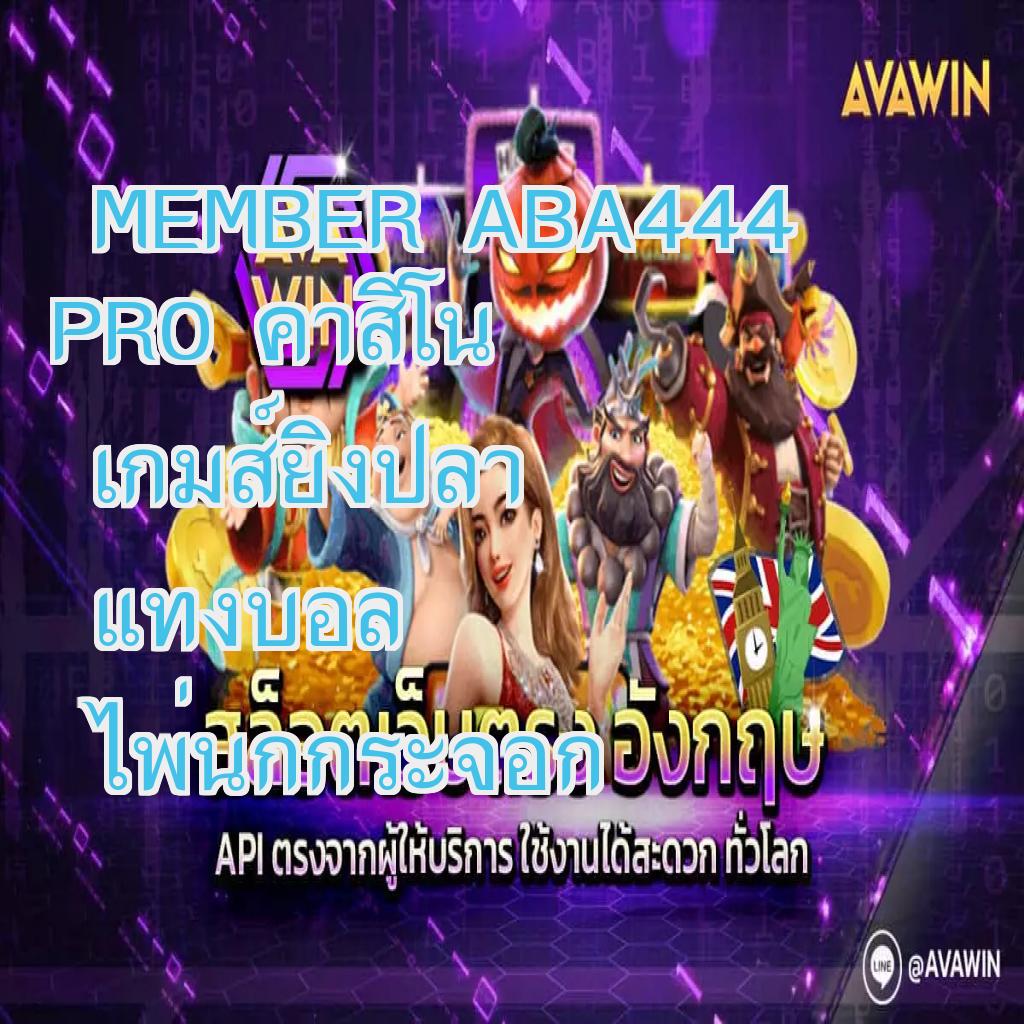 AVAWIN
MEMBER ABA444
AVA
WIN
PRO คาสิโน
เกมส์ยิงปลา
แทงบอล
ไพ่นกกระจอก
อังกฤษ
API ตรงจากผู้ให้บริการ ใช้งานได้สะดวก ทั่วโลก
LINE @AVAWIN